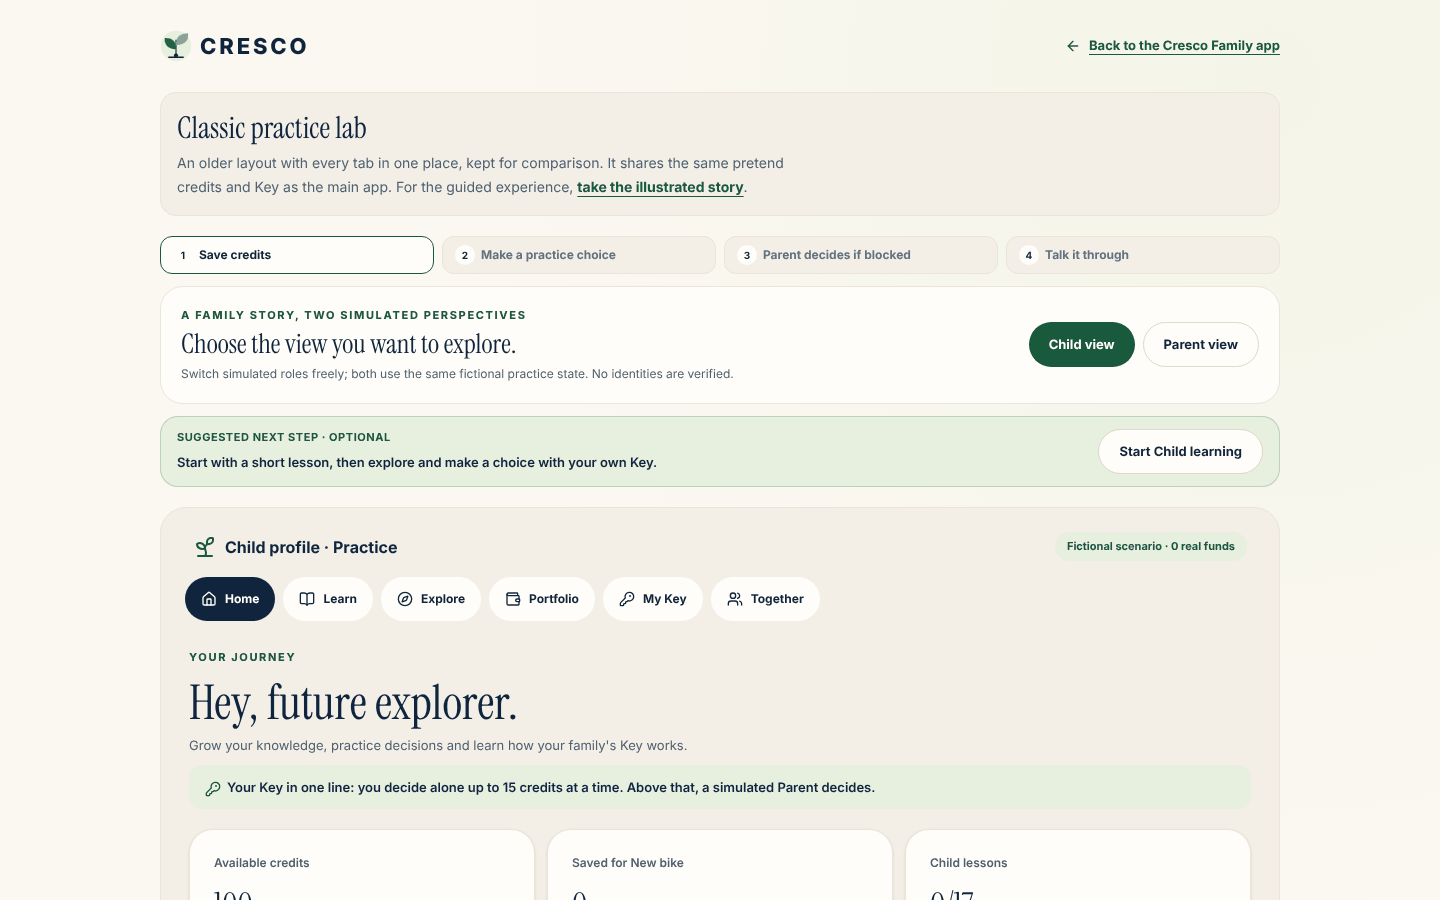 CRESCO
Back to the Cresco Family app
Classic practice lab
An older layout with every tab in one place, kept for comparison. It shares the same pretend
credits and Key as the main app. For the guided experience, take the illustrated story.
1 Save credits
2 Make a practice choice
3 Parent decides if blocked
4 Talk it through
A FAMILY STORY, TWO SIMULATED PERSPECTIVES
Choose the view you want to explore.
Switch simulated roles freely; both use the same fictional practice state. No identities are verified.
Child view
Parent view
SUGGESTED NEXT STEP · OPTIONAL
Start with a short lesson, then explore and make a choice with your own Key.
Start Child learning
Child profile · Practice
Fictional scenario · 0 real funds
Home
Learn
Explore
Portfolio
My Key
Together
YOUR JOURNEY
Hey, future explorer.
Grow your knowledge, practice decisions and learn how your family's Key works.
Your Key in one line: you decide alone up to 15 credits at a time. Above that, a simulated Parent decides.
Available credits
Saved for New bike
Child lessons
100
0
0/17